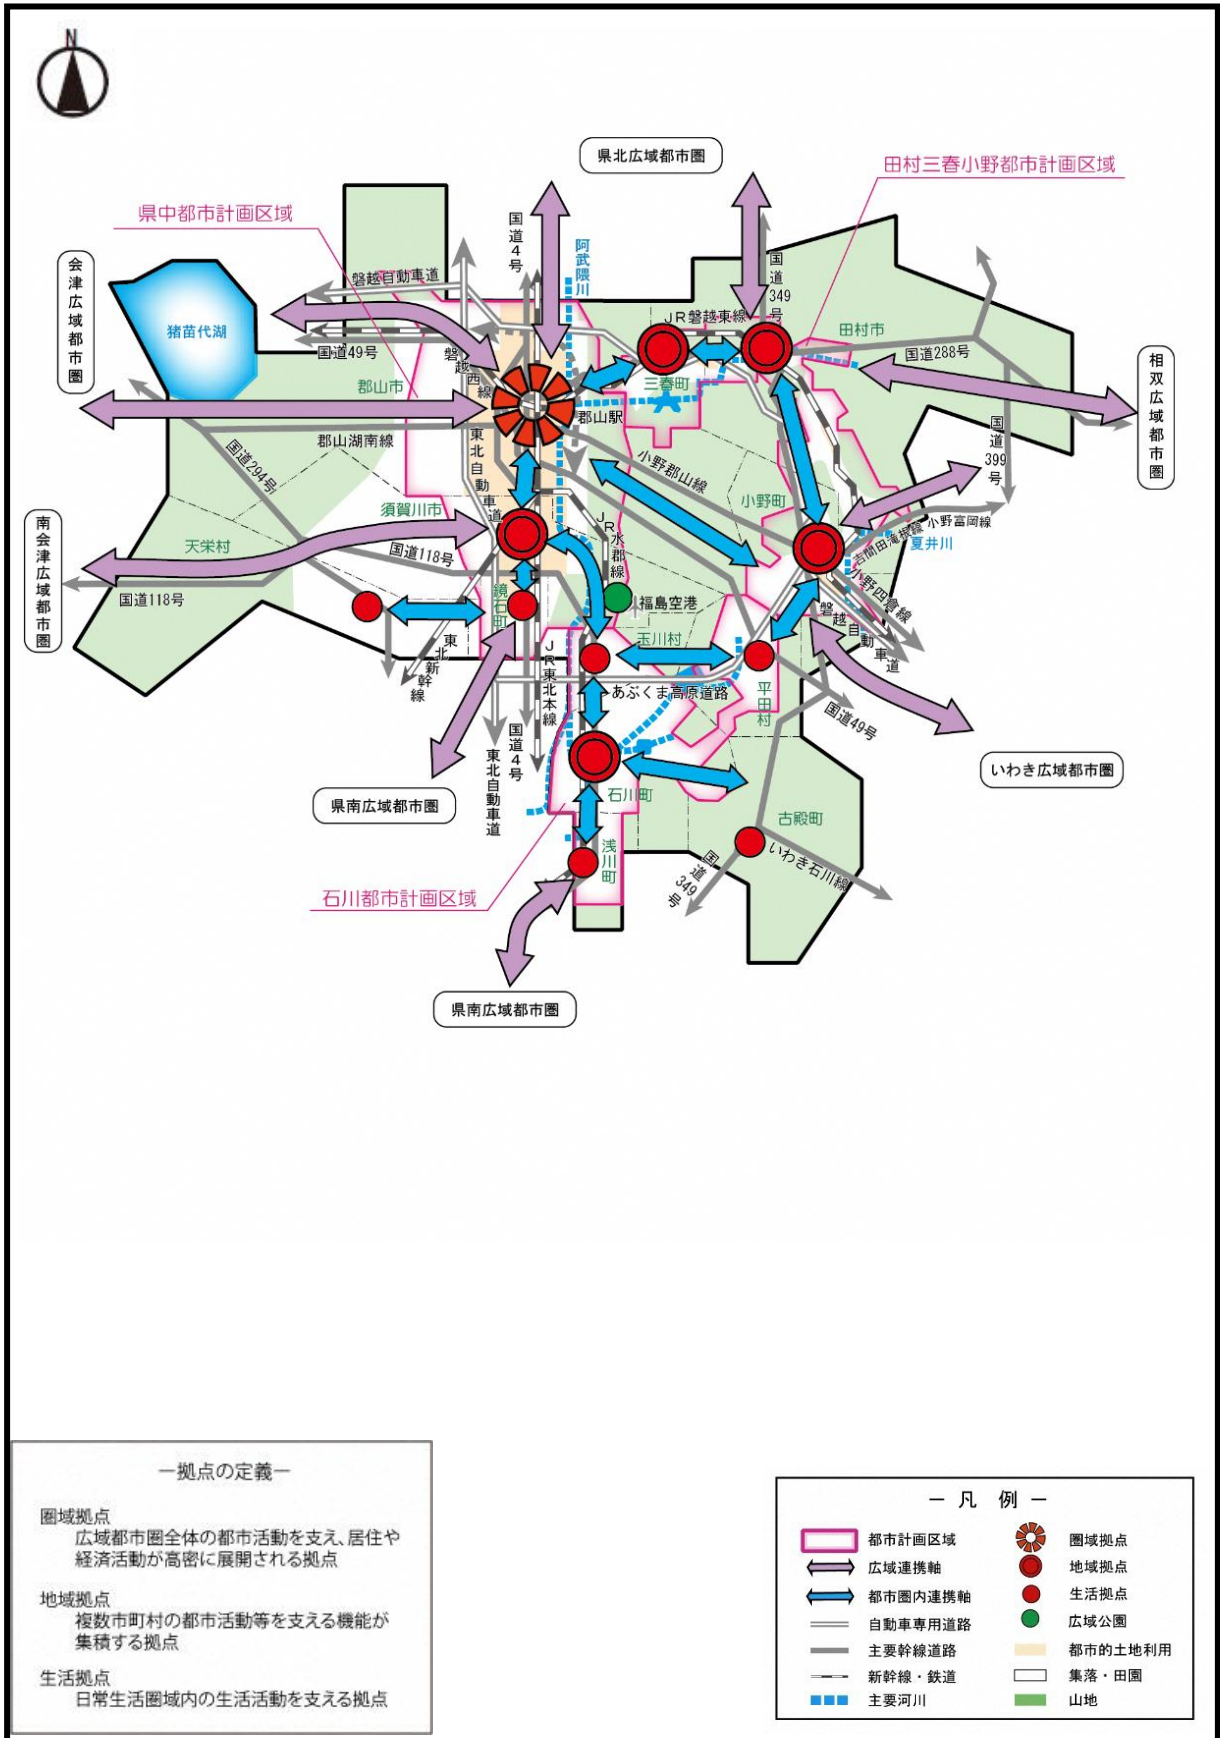 N
県北広域都市圏
田村三春小野都市計画区域
県中都市計画区域
国道4号
阿武隈川
国道349号
会津広域都市圏
磐越自動車道
猪苗代湖
JR磐越東線
田村市
国道49号
国道288号
磐越西線
郡山市
三春町
相双広域都市圏
郡山駅
国道399号
郡山湖南線
東北自動車道
小野郡山線
国道294号
小野町
須賀川市
JR水郡線
南会津広域都市圏
天栄村
国道118号
小野富岡線
吉間田滝根線
夏井川
国道118号
鏡石町
福島空港
小野四倉線
磐越自動車道
玉川村
東北新幹線
JR東北本線
あぶくま高原道路
平田村
国道49号
国道4号
東北自動車道
いわき広域都市圏
県南広域都市圏
石川町
古殿町
浅川町
いわき石川線
国道349号
石川都市計画区域
県南広域都市圏
―拠点の定義―
圏域拠点
広域都市圏全体の都市活動を支え、居住や
経済活動が高密に展開される拠点
地域拠点
複数市町村の都市活動等を支える機能が
集積する拠点
生活拠点
日常生活圏域内の生活活動を支える拠点
― 凡 例 ―
都市計画区域
圏域拠点
広域連携軸
地域拠点
都市圏内連携軸
生活拠点
自動車専用道路
広域公園
主要幹線道路
都市的土地利用
新幹線・鉄道
集落・田園
主要河川
山地